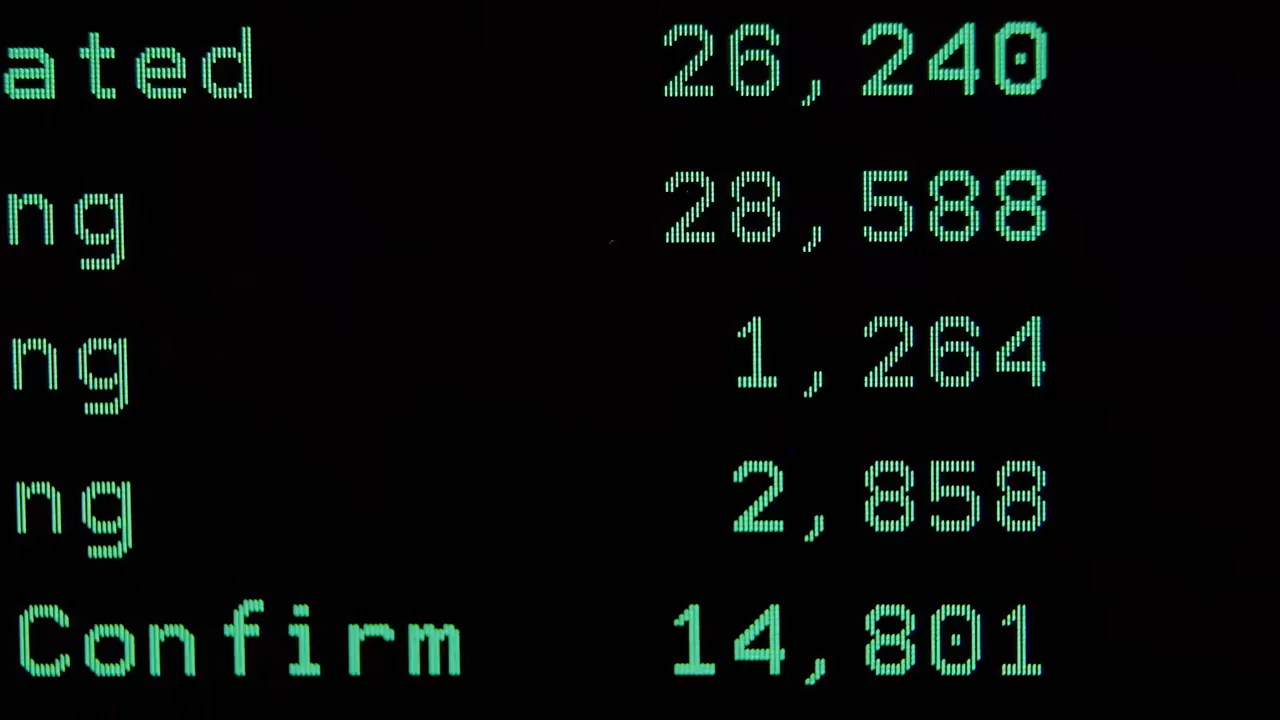 ated 26,240
ng 28,588
ng 1,264
ng 2,858
Confirm 14,801